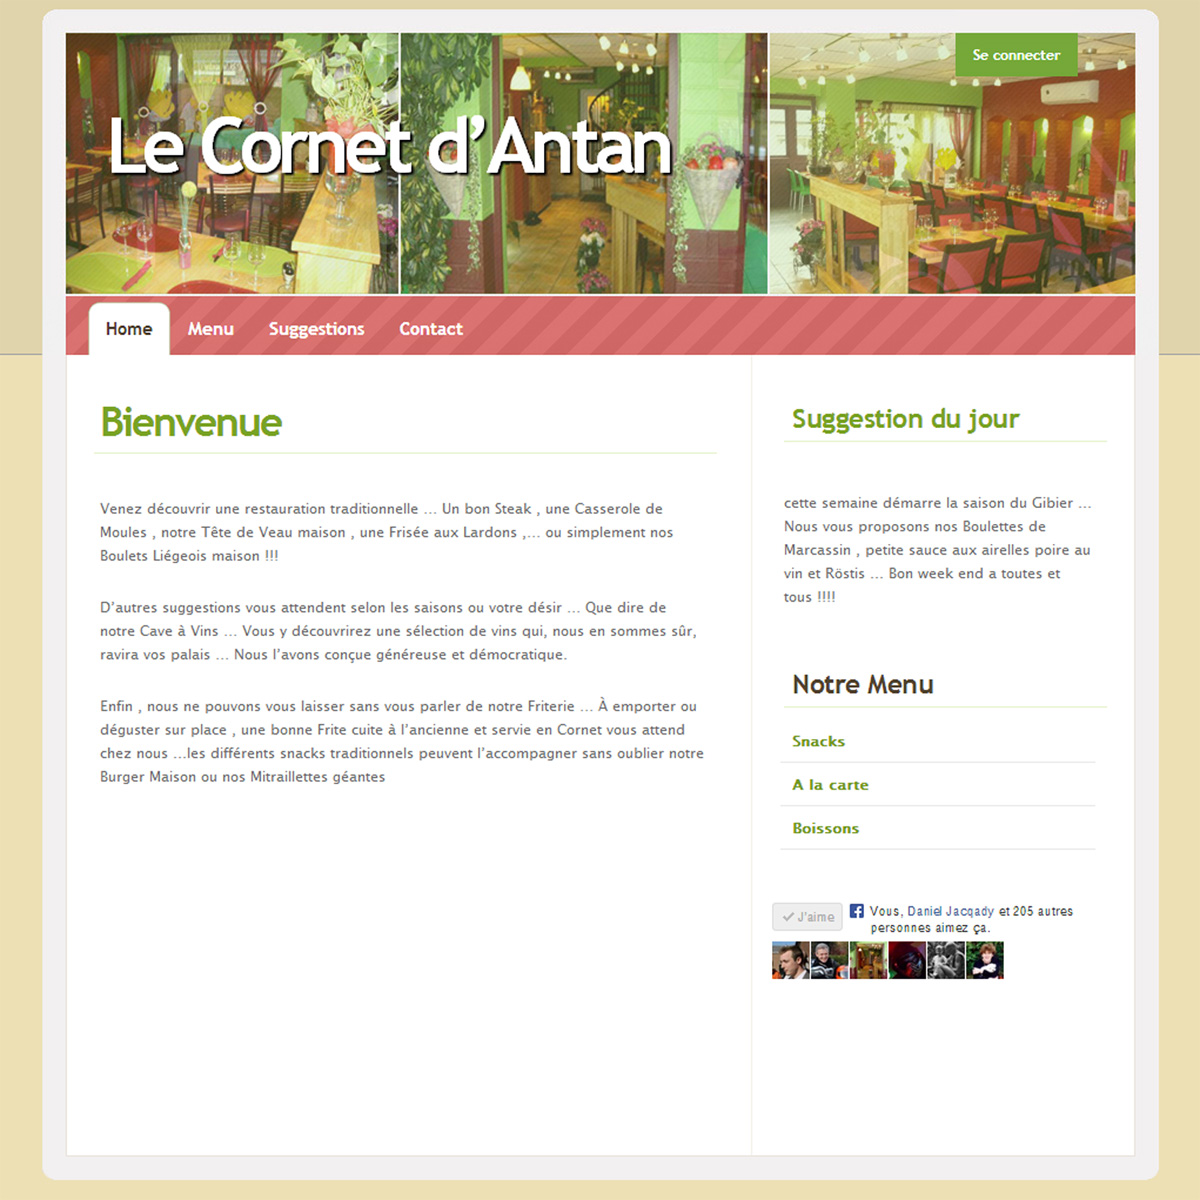 Se connecter
Le Cornet d'Antan
Home Menu Suggestions Contact
Bienvenue
Venez découvrir une restauration traditionnelle ... Un bon Steak , une Casserole de
Moules , notre Tête de Veau maison , une Frisée aux Lardons ,... ou simplement nos
Boulets Liégeois maison !!!
D'autres suggestions vous attendent selon les saisons ou votre désir ... Que dire de
notre Cave à Vins ... Vous y découvrirez une sélection de vins qui, nous en sommes sûr,
ravira vos palais ... Nous l'avons conçue généreuse et démocratique.
Enfin , nous ne pouvons vous laisser sans vous parler de notre Friterie ... À emporter ou
déguster sur place , une bonne Frite cuite à l'ancienne et servie en Cornet vous attend
chez nous ...les différents snacks traditionnels peuvent l'accompagner sans oublier notre
Burger Maison ou nos Mitraillettes géantes
Suggestion du jour
cette semaine démarre la saison du Gibier ...
Nous vous proposons nos Boulettes de
Marcassin , petite sauce aux airelles poire au
vin et Röstis ... Bon week end a toutes et
tous !!!!
Notre Menu
Snacks
A la carte
Boissons
J'aime
Vous, Daniel Jacqady et 205 autres
personnes aimez ça.